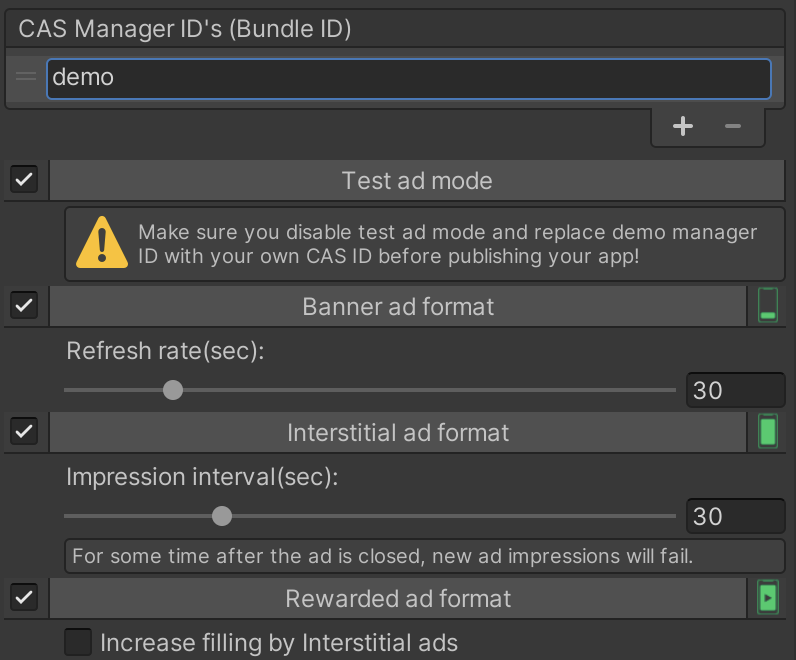 CAS Manager ID's (Bundle ID)
demo
Test ad mode
Make sure you disable test ad mode and replace demo manager
ID with your own CAS ID before publishing your app!
Banner ad format
Refresh rate(sec):
30
Interstitial ad format
Impression interval(sec):
30
For some time after the ad is closed, new ad impressions will fail.
Rewarded ad format
Increase filling by Interstitial ads